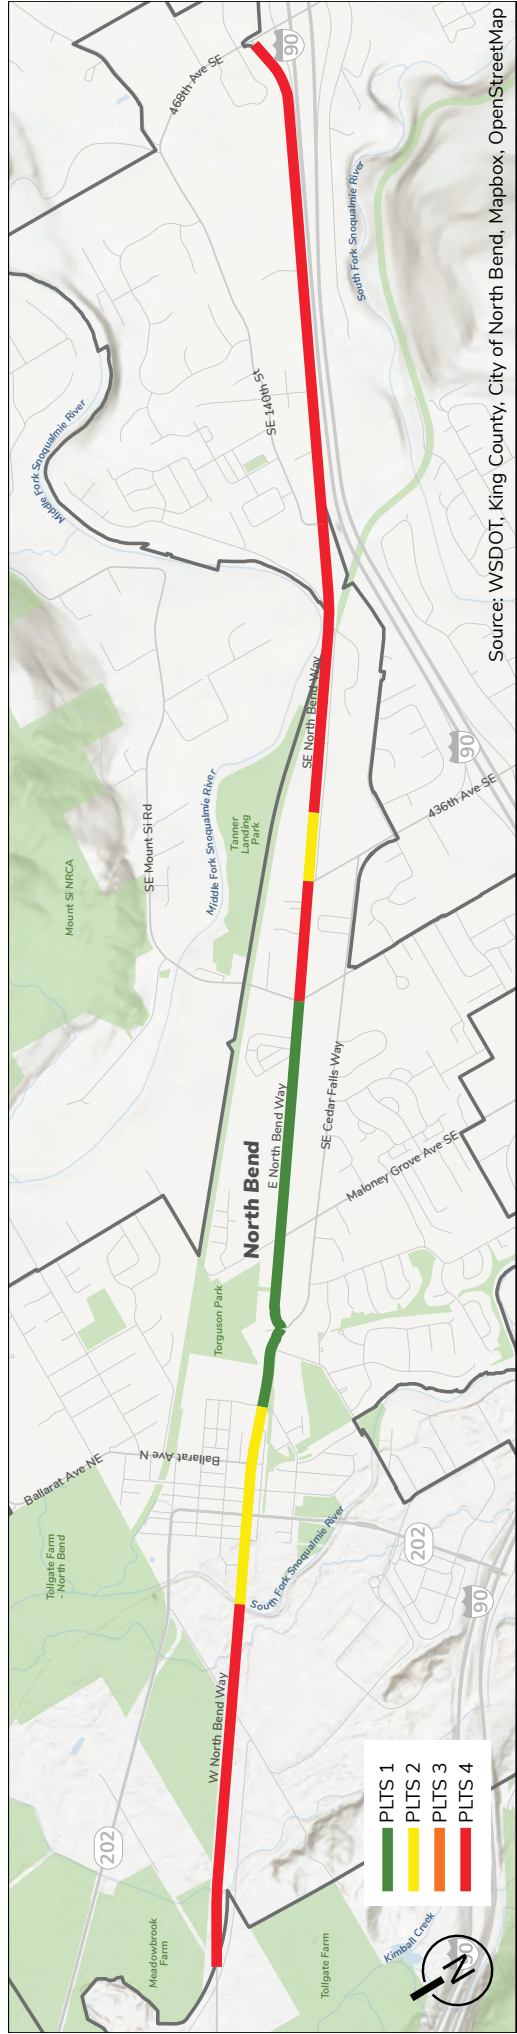 Kimball Creek
Meadowbrook
Farm
Tollgate Farm
202
W North Bend Way
South Fork Snoqualmie River
Tollgate Farm
- North Bend
Ballarat Ave NE
Ballarat Ave N
202
90
Torguson Park
North Bend
E North Bend Way
Maloney Grove Ave SE
SE Cedar Falls Way
Mount Si NRCA
SE Mount Si Rd
Middle Fork Snoqualmie River
Tanner
Landing
Park
SE North Bend Way
436th Ave SE
90
Middle Fork Snoqualmie River
SE 140th St
South Fork Snoqualmie River
468th Ave SE
90
90
N
PLTS 1
PLTS 2
PLTS 3
PLTS 4
Source: WSDOT, King County, City of North Bend, Mapbox, OpenStreetMap